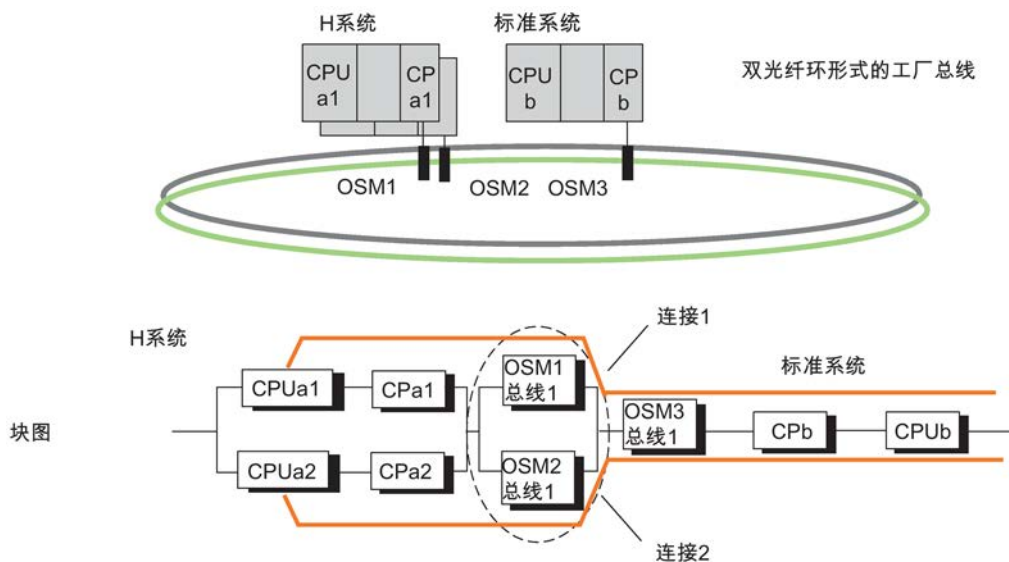 H系统
标准系统
CPU
a1
CP
a1
CPU
b
CP
b
双光纤环形式的工厂总线
OSM1
OSM2
OSM3
连接1
H系统
标准系统
CPUa1
CPa1
OSM1
总线1
OSM3
总线1
CPb
CPUb
块图
CPUa2
CPa2
OSM2
总线1
连接2